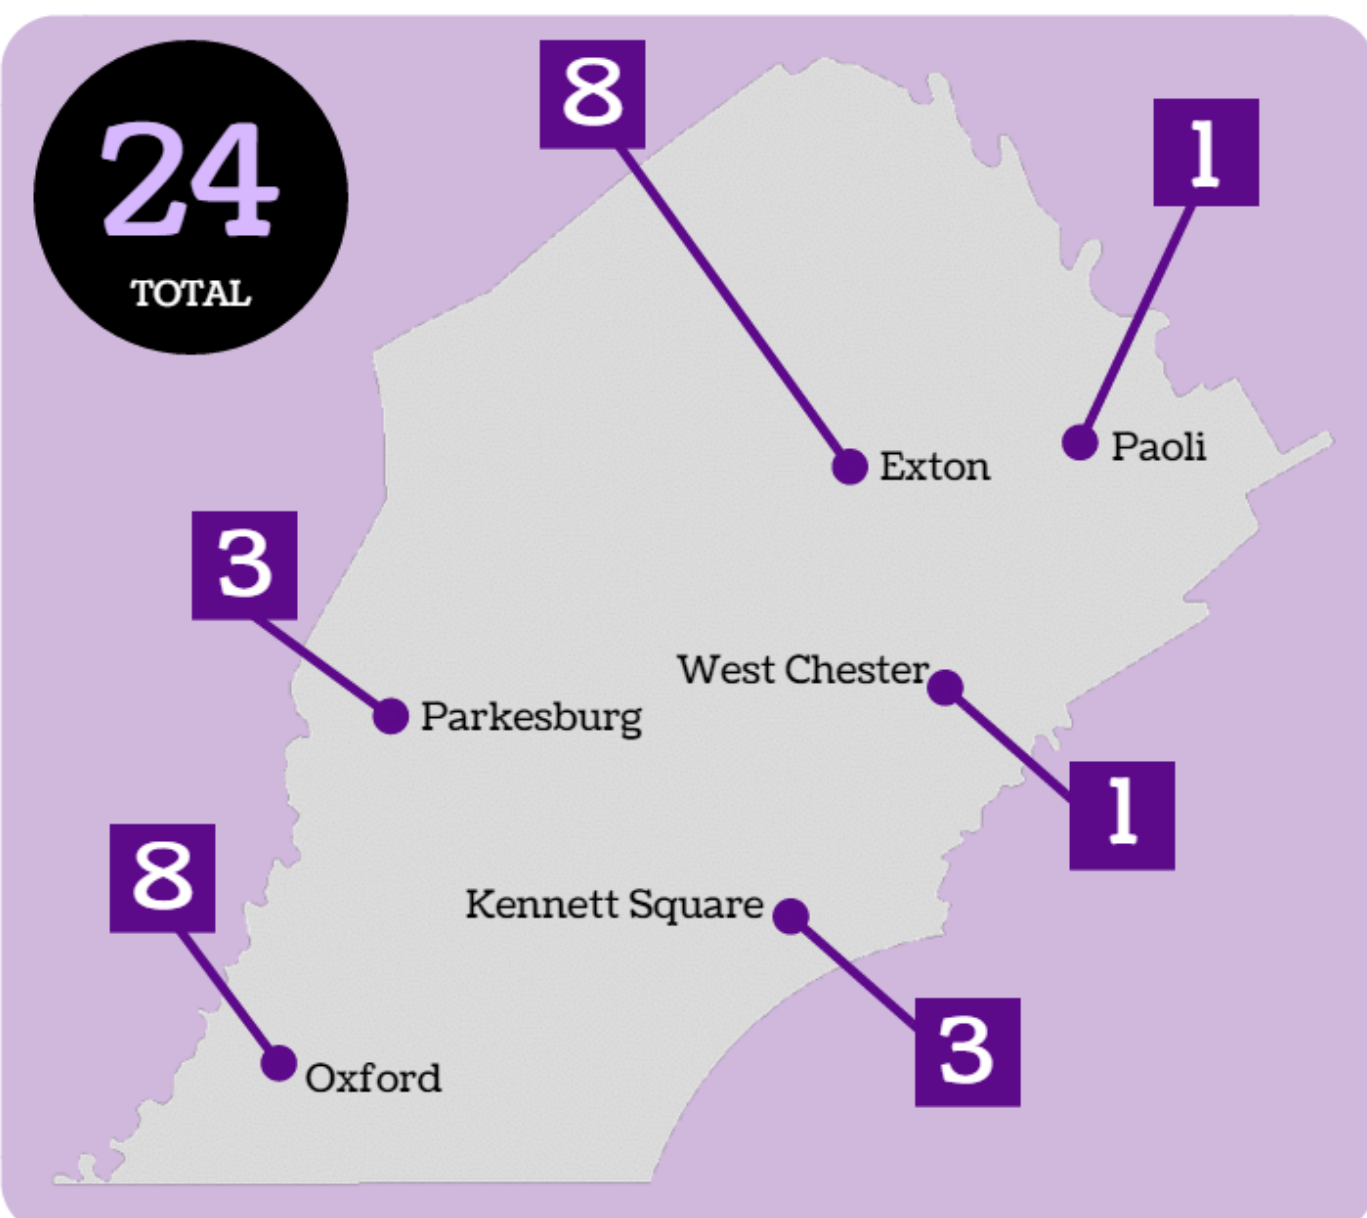 24
TOTAL
8
1
Exton
Paoli
3
Parkesburg
West Chester
1
8
Kennett Square
3
Oxford